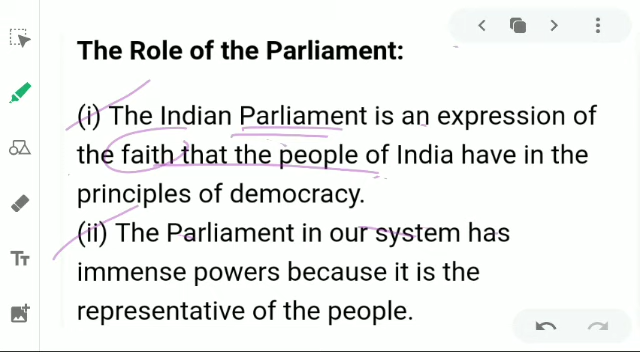 The Role of the Parliament:
(i) The Indian Parliament is an expression of
the faith that the people of India have in the
principles of democracy.
(ii) The Parliament in our system has
immense powers because it is the
representative of the people.
Tт